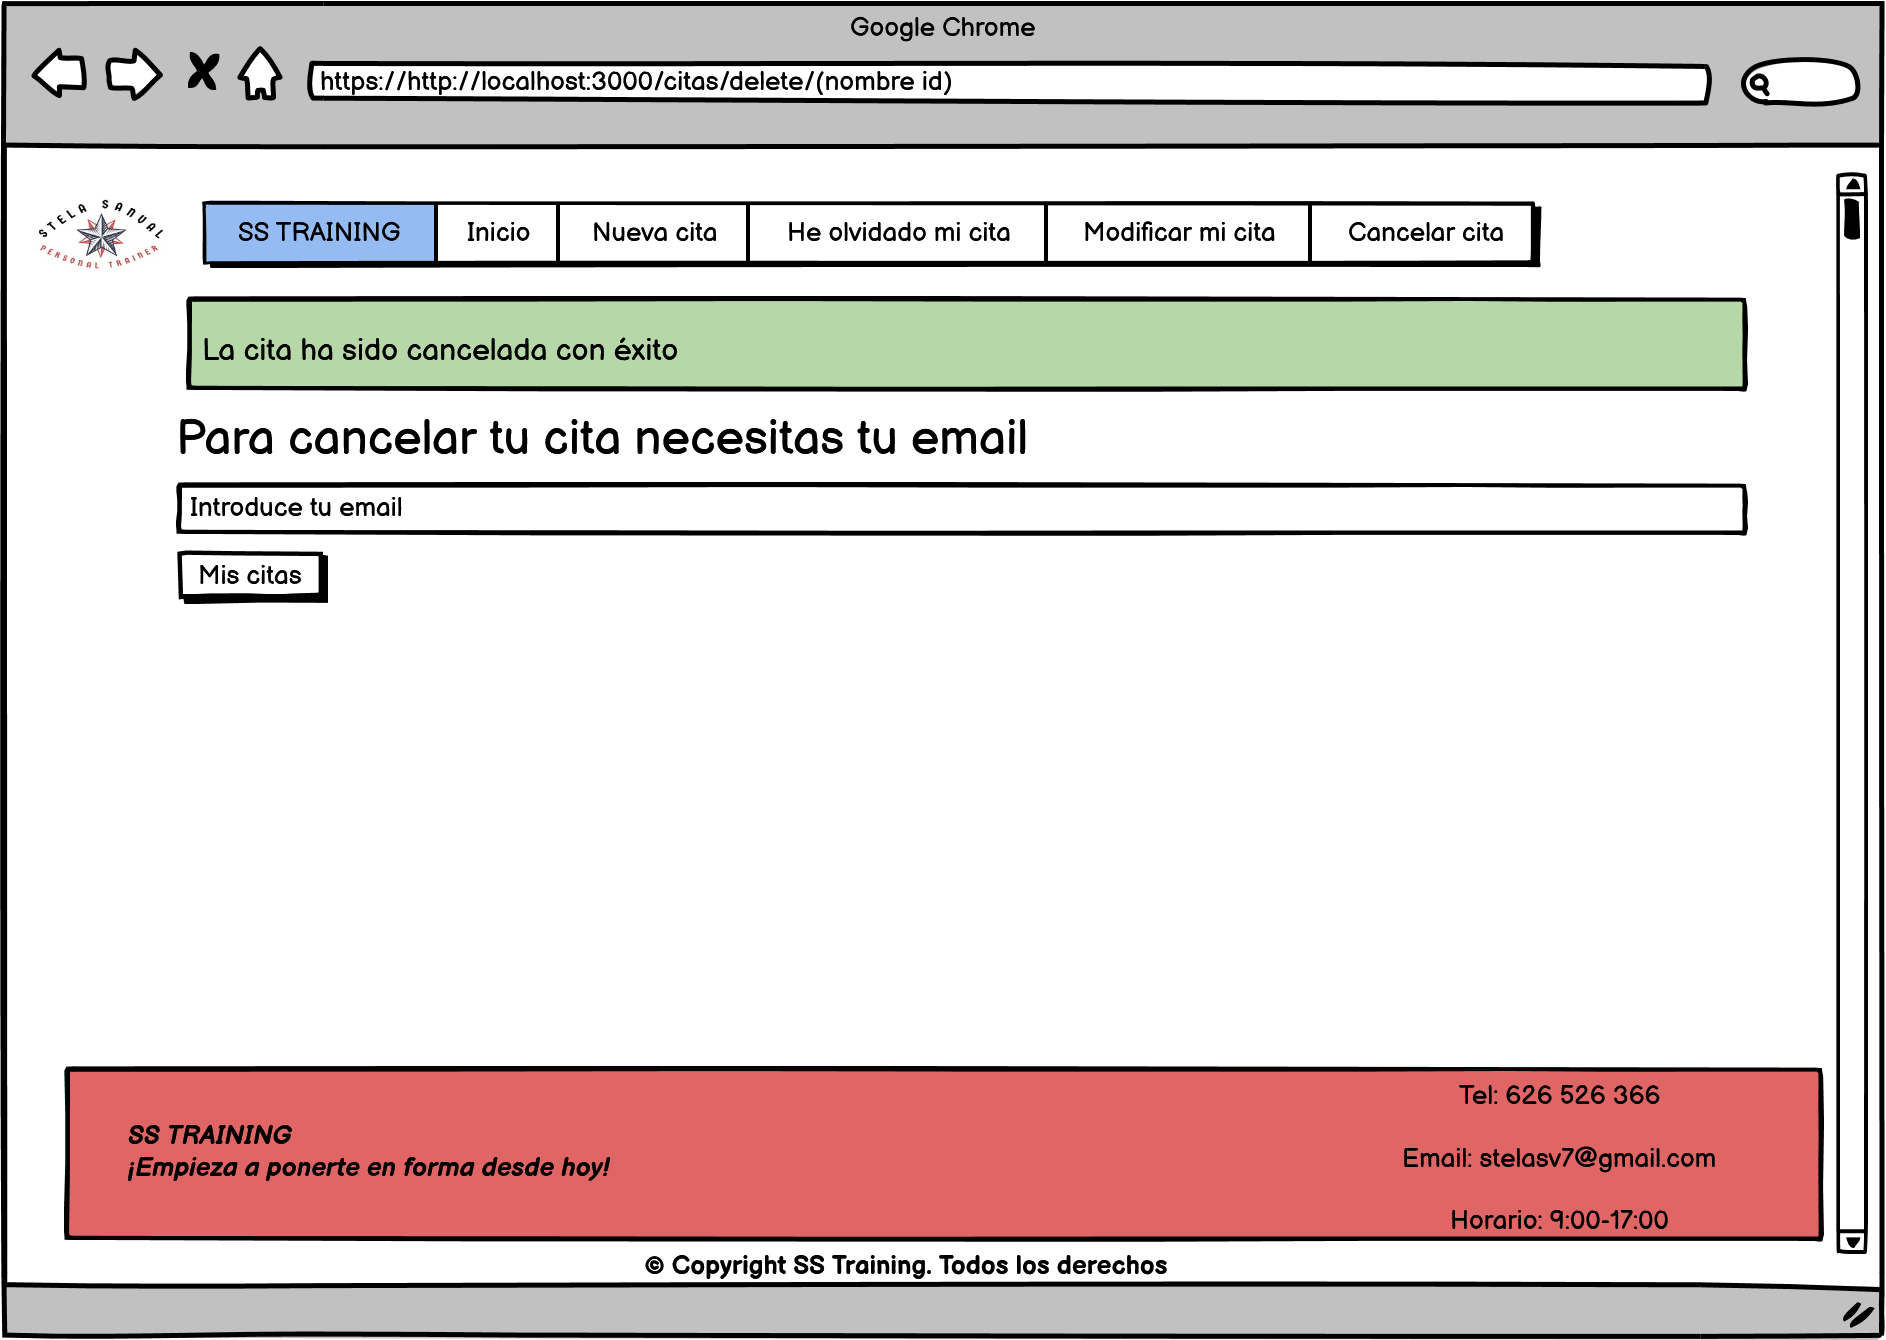 Google Chrome
https://http://localhost:3000/citas/delete/(nombre id)
STELA SANVAL
PERSONAL TRAINER
SS TRAINING
Inicio
Nueva cita
He olvidado mi cita
Modificar mi cita
Cancelar cita
La cita ha sido cancelada con éxito
Para cancelar tu cita necesitas tu email
Introduce tu email
Mis citas
SS TRAINING
¡Empieza a ponerte en forma desde hoy!
Tel: 626 526 366
Email: stelasv7@gmail.com
Horario: 9:00-17:00
© Copyright SS Training. Todos los derechos